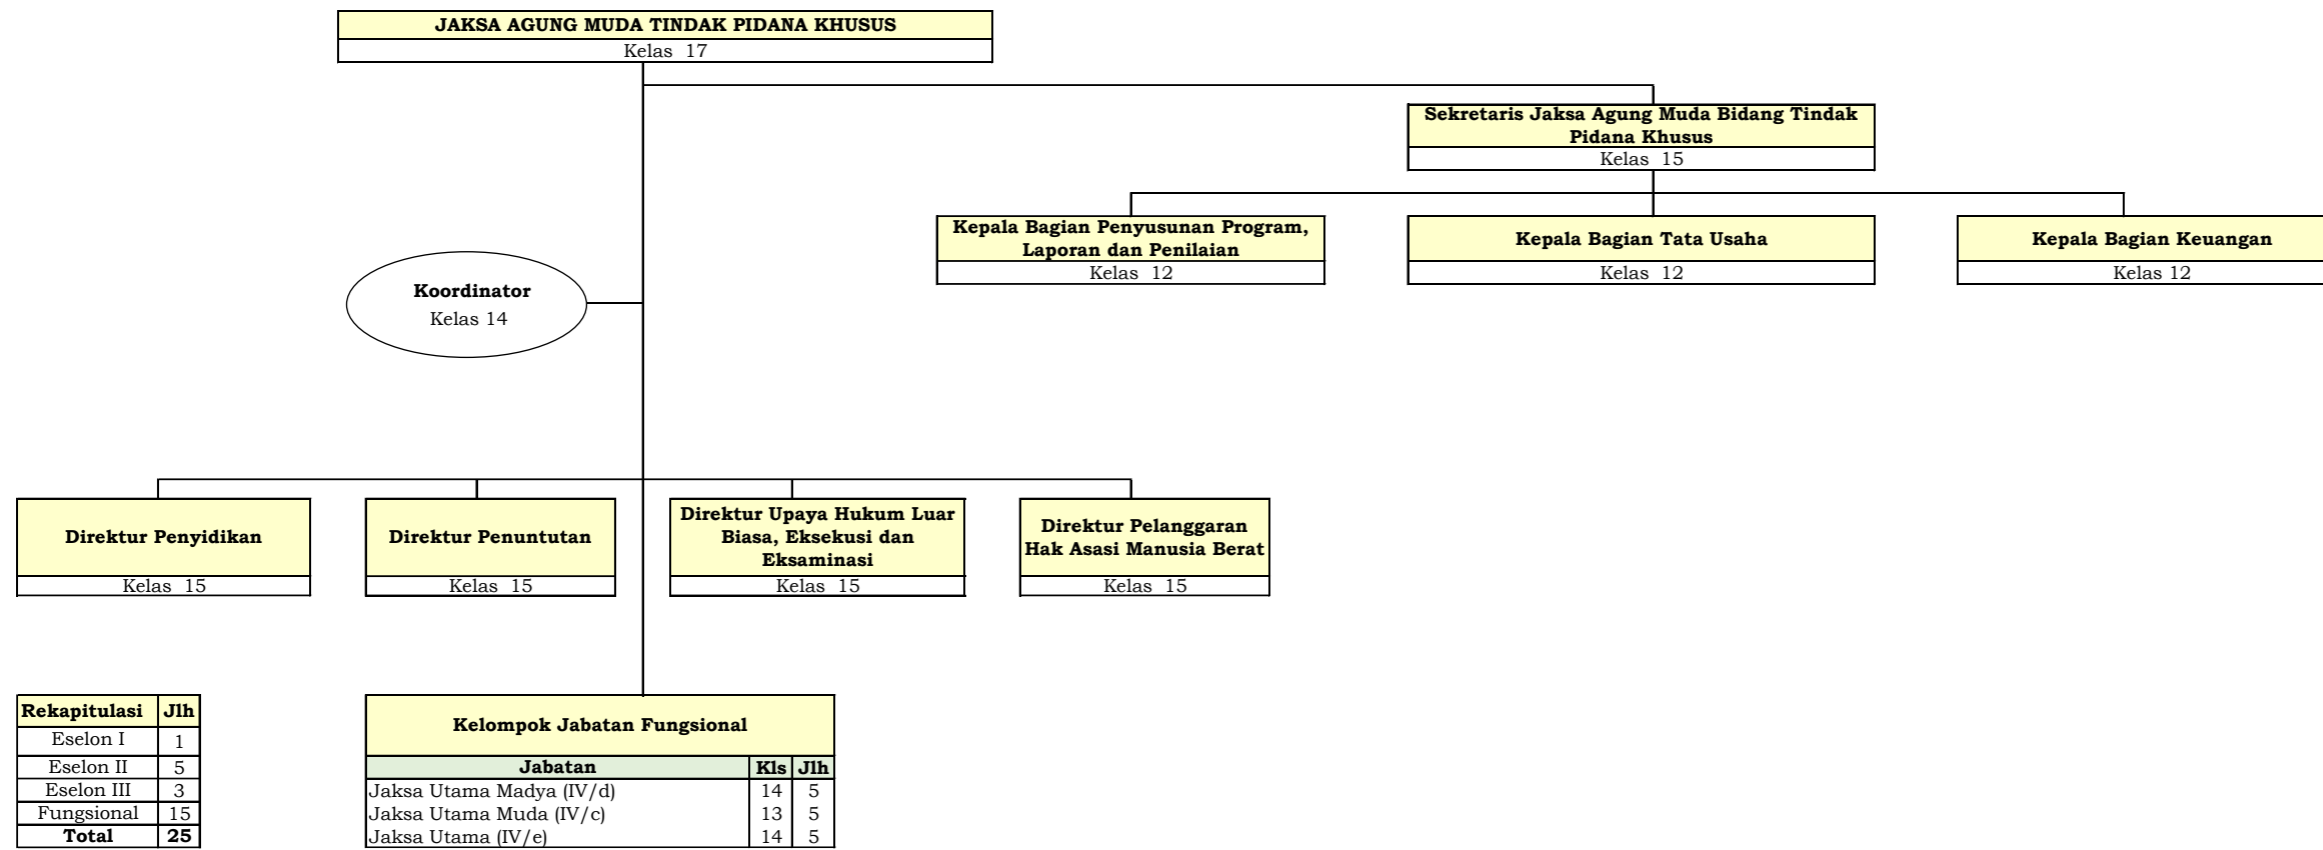 JAKSA AGUNG MUDA TINDAK PIDANA KHUSUS
Kelas 17
Sekretaris Jaksa Agung Muda Bidang Tindak
Pidana Khusus
Kelas 15
Kepala Bagian Penyusunan Program,
Laporan dan Penilaian
Kelas 12
Kepala Bagian Tata Usaha
Kelas 12
Kepala Bagian Keuangan
Kelas 12
Koordinator
Kelas 14
Direktur Penyidikan
Kelas 15
Direktur Penuntutan
Kelas 15
Direktur Upaya Hukum Luar
Biasa, Eksekusi dan
Eksaminasi
Kelas 15
Direktur Pelanggaran
Hak Asasi Manusia Berat
Kelas 15
Rekapitulasi Jlh
Eselon I 1
Eselon II 5
Eselon III 3
Fungsional 15
Total 25
Kelompok Jabatan Fungsional
Jabatan Kls Jlh
Jaksa Utama Madya (IV/d) 14 5
Jaksa Utama Muda (IV/c) 13 5
Jaksa Utama (IV/e) 14 5